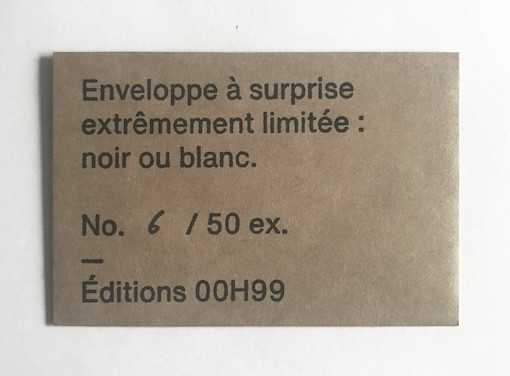 Enveloppe à surprise
extrêmement limitée :
noir ou blanc.
No. 6 / 50 ex.
—
Éditions 00H99